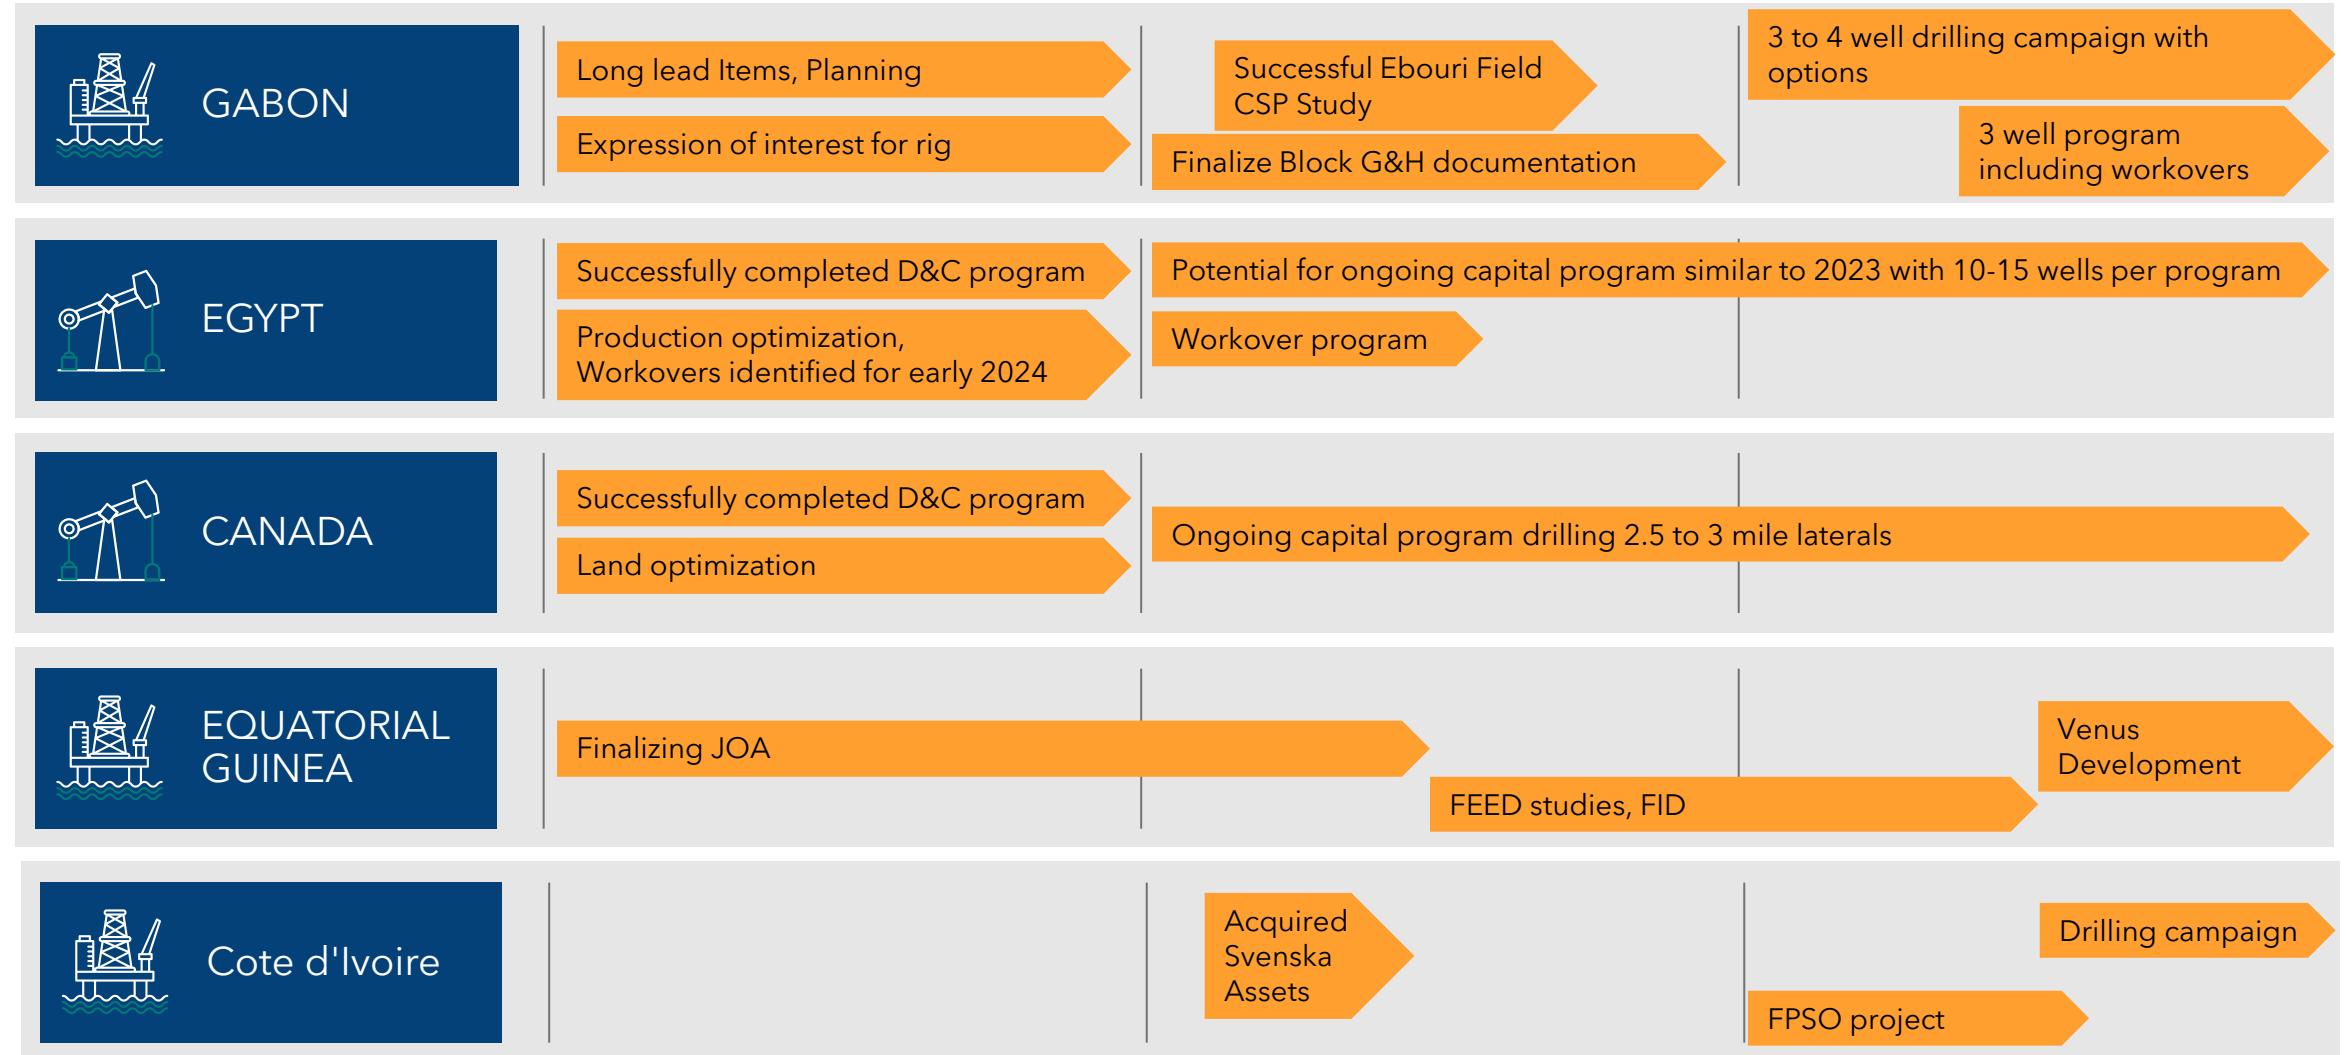 GABON
Long lead Items, Planning
Expression of interest for rig
Successful Ebouri Field
CSP Study
Finalize Block G&H documentation
3 to 4 well drilling campaign with
options
3 well program
including workovers
EGYPT
Successfully completed D&C program
Production optimization,
Workovers identified for early 2024
Potential for ongoing capital program similar to 2023 with 10-15 wells per program
Workover program
CANADA
Successfully completed D&C program
Land optimization
Ongoing capital program drilling 2.5 to 3 mile laterals
EQUATORIAL
GUINEA
Finalizing JOA
FEED studies, FID
Venus
Development
Cote d'Ivoire
Acquired
Svenska
Assets
Drilling campaign
FPSO project